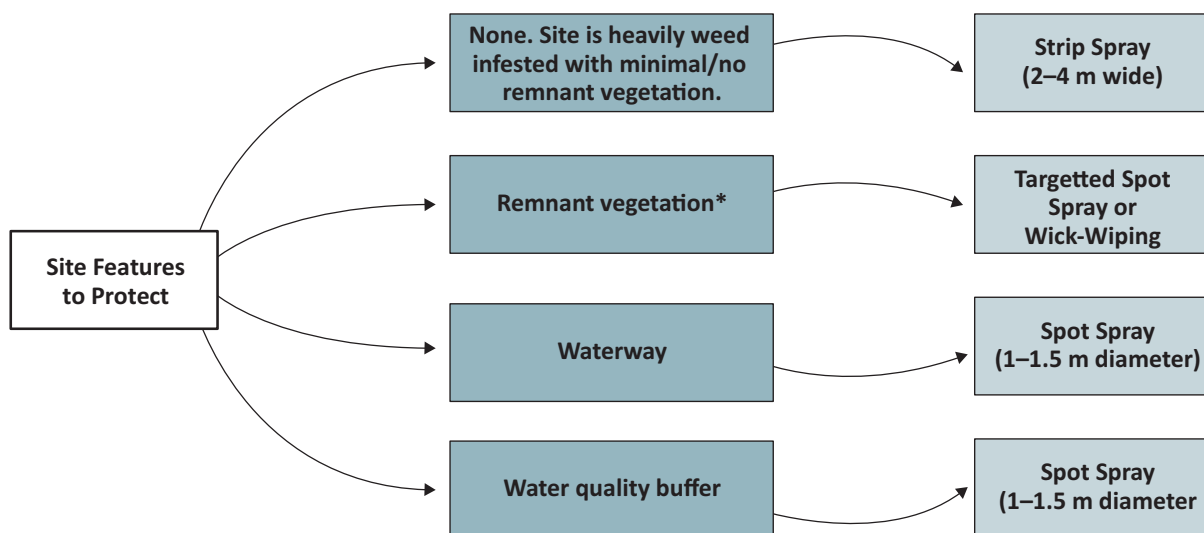 None. Site is heavily weed
infested with minimal/no
remnant vegetation.
Strip Spray
(2–4 m wide)
Remnant vegetation*
Targetted Spot
Spray or
Wick-Wiping
Site Features
to Protect
Waterway
Spot Spray
(1–1.5 m diameter)
Water quality buffer
Spot Spray
(1–1.5 m diameter